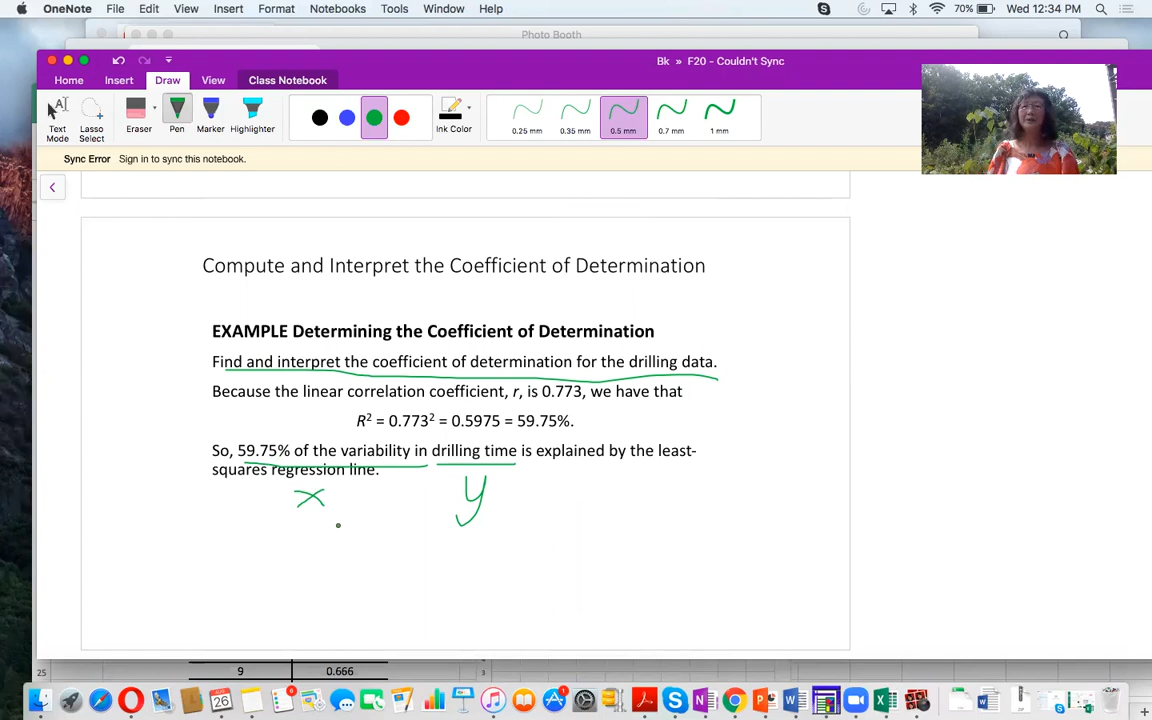 OneNote File Edit View Insert Format Notebooks Tools Window Help 70% Wed 12:34 PM
Photo Booth
Bk » F20 - Couldn't Sync
Home Insert Draw View Class Notebook
Text Mode
Lasso Select
Eraser
Pen
Marker
Highlighter
Ink Color
0.25 mm
0.35 mm
0.5 mm
0.7 mm
1 mm
Sync Error Sign in to sync this notebook.
Compute and Interpret the Coefficient of Determination
EXAMPLE Determining the Coefficient of Determination
Find and interpret the coefficient of determination for the drilling data.
Because the linear correlation coefficient, r, is 0.773, we have that
R² = 0.773² = 0.5975 = 59.75%.
So, 59.75% of the variability in drilling time is explained by the least-
squares regression line.
x y
25 9 0.666
26